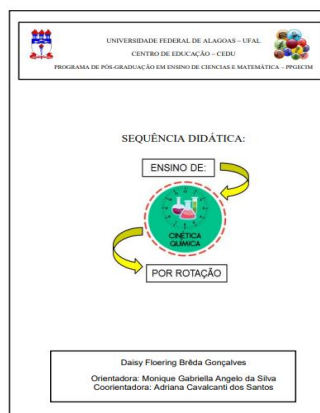 UNIVERSIDADE FEDERAL DE ALAGOAS – UFAL
CENTRO DE EDUCAÇÃO – CEDU
PROGRAMA DE PÓS-GRADUAÇÃO EM ENSINO DE CIENCIAS E MATEMÁTICA – PPGECIM
SEQUÊNCIA DIDÁTICA:
ENSINO DE:
CINÉTICA
QUÍMICA
POR ROTAÇÃO
Daisy Floering Brêda Gonçalves
Orientadora: Monique Gabriella Angelo da Silva
Coorientadora: Adriana Cavalcanti dos Santos